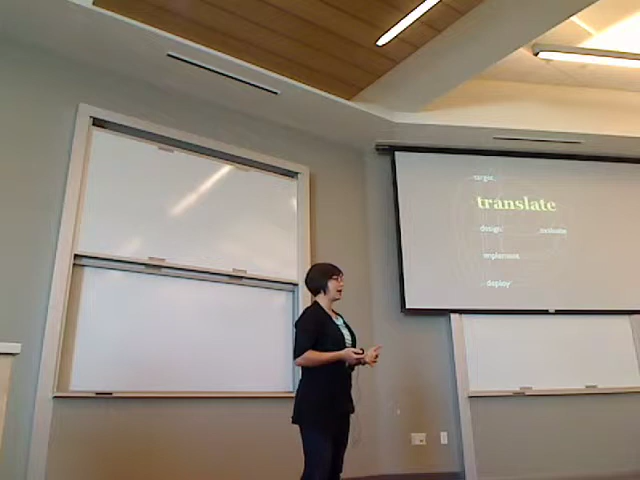 target
translate
design evaluate
implement
deploy